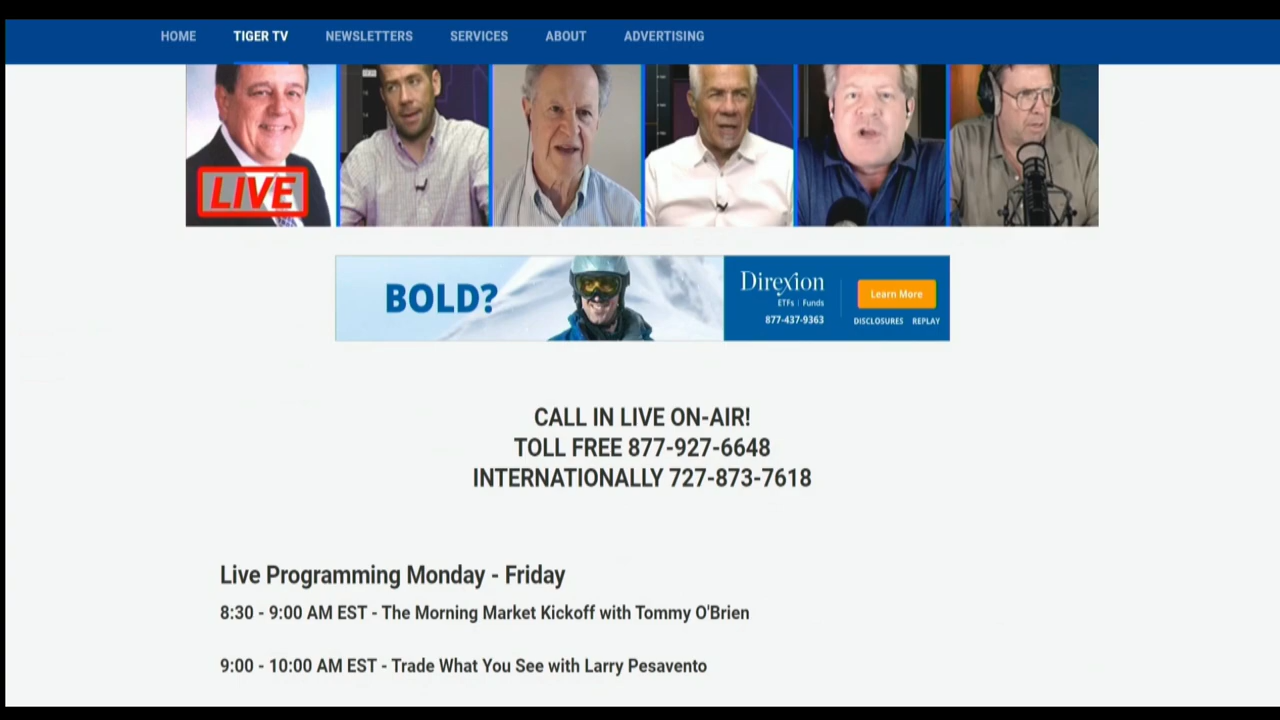 HOME TIGER TV NEWSLETTERS SERVICES ABOUT ADVERTISING
LIVE
BOLD?
Direxion
ETFs | Funds
877-437-9363
Learn More
DISCLOSURES REPLAY
CALL IN LIVE ON-AIR!
TOLL FREE 877-927-6648
INTERNATIONALLY 727-873-7618
Live Programming Monday - Friday
8:30 - 9:00 AM EST - The Morning Market Kickoff with Tommy O'Brien
9:00 - 10:00 AM EST - Trade What You See with Larry Pesavento